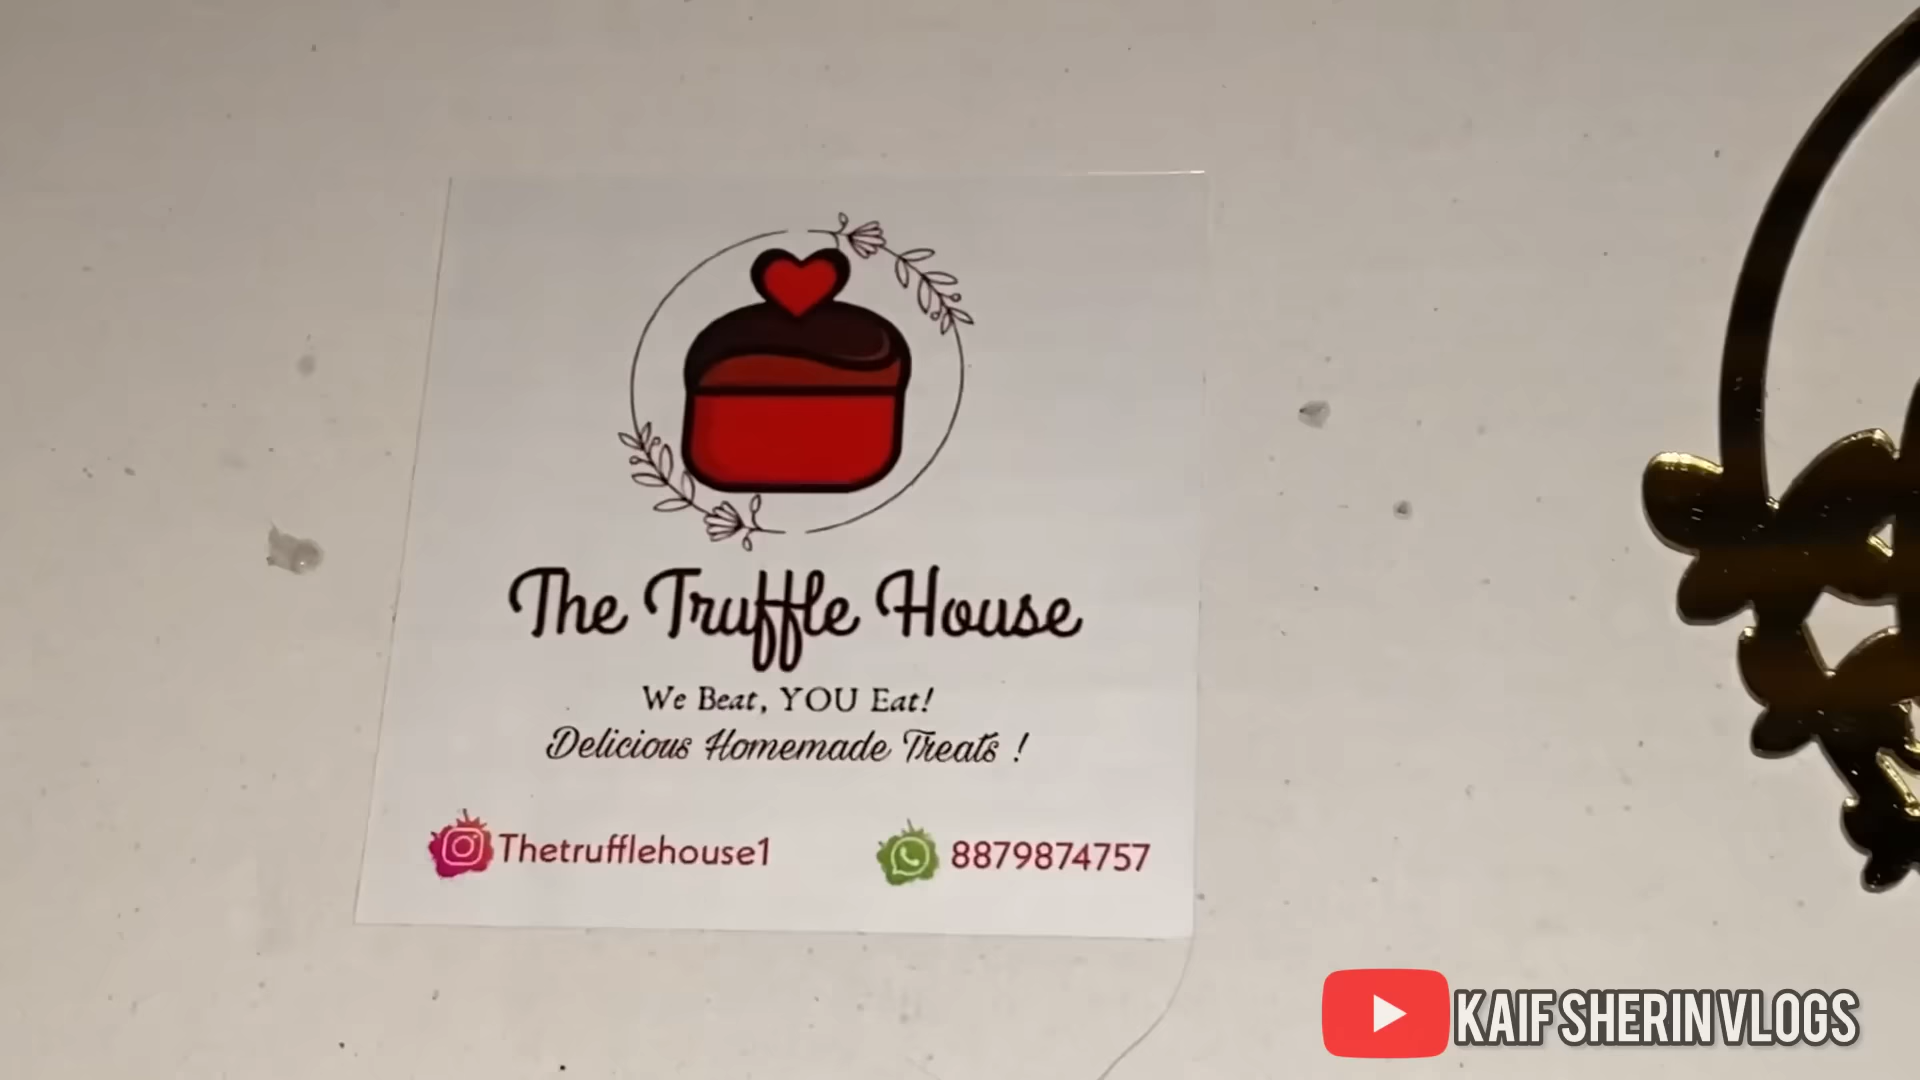 The Truffle House
We Beat, YOU Eat!
Delicious Homemade Treats !
Thetrufflehouse1
8879874757
KAIF SHERIN VLOGS